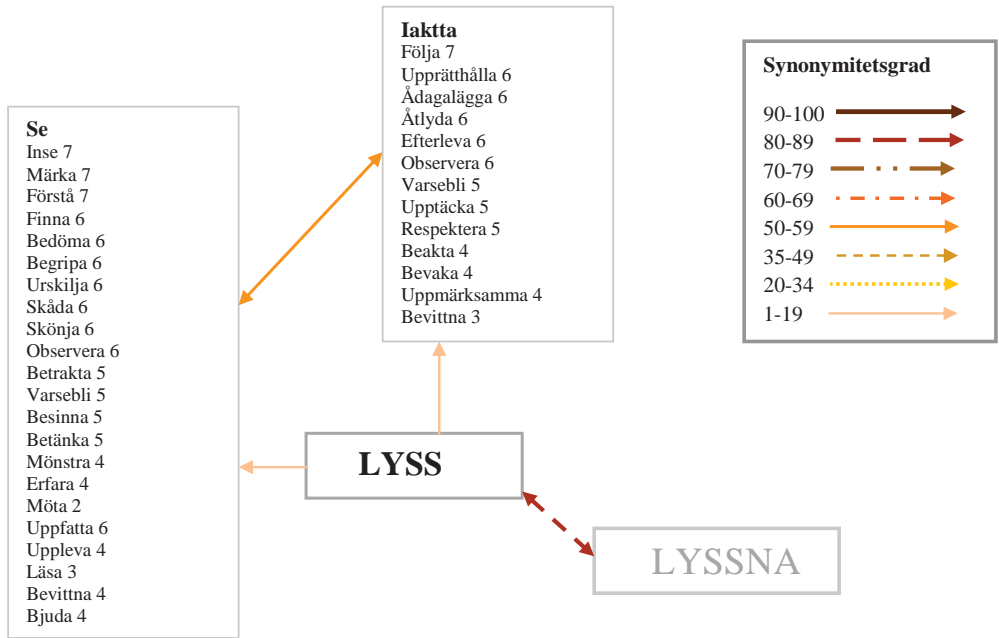 Se
Inse 7
Märka 7
Förstå 7
Finna 6
Bedöma 6
Begripa 6
Urskilja 6
Skåda 6
Skönja 6
Observera 6
Betrakta 5
Varsebli 5
Besinna 5
Betänka 5
Mönstra 4
Erfara 4
Möta 2
Uppfatta 6
Uppleva 4
Läsa 3
Bevittna 4
Bjuda 4
Iaktta
Följa 7
Upprätthålla 6
Ådagalägga 6
Åtlyda 6
Efterleva 6
Observera 6
Varsebli 5
Upptäcka 5
Respektera 5
Beakta 4
Bevaka 4
Uppmärksamma 4
Bevittna 3
Synonymitetsgrad
90-100
80-89
70-79
60-69
50-59
35-49
20-34
1-19
LYSS
LYSSNA